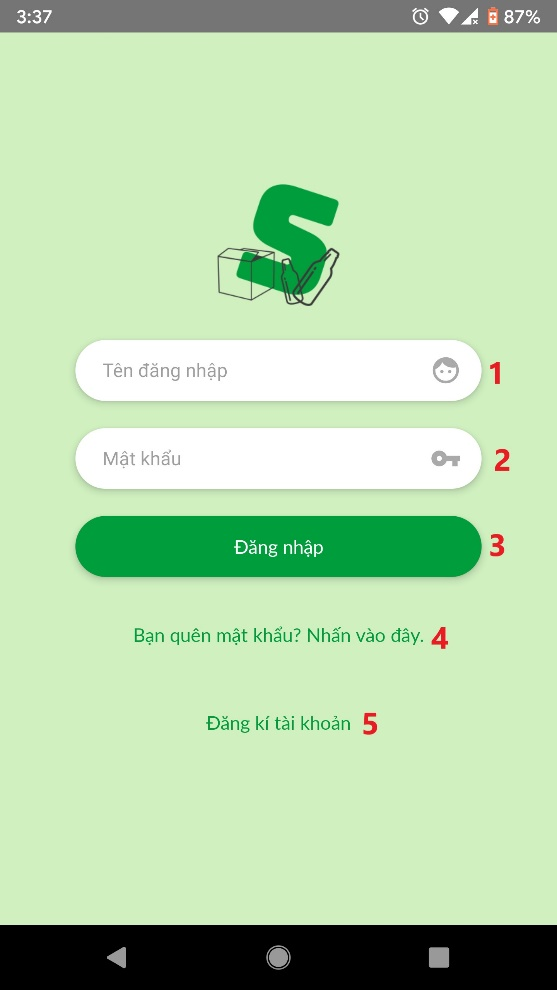 3:37
87%
S
Tên đăng nhập
1
Mật khẩu
2
Đăng nhập
3
Bạn quên mật khẩu? Nhấn vào đây.
4
Đăng kí tài khoản
5